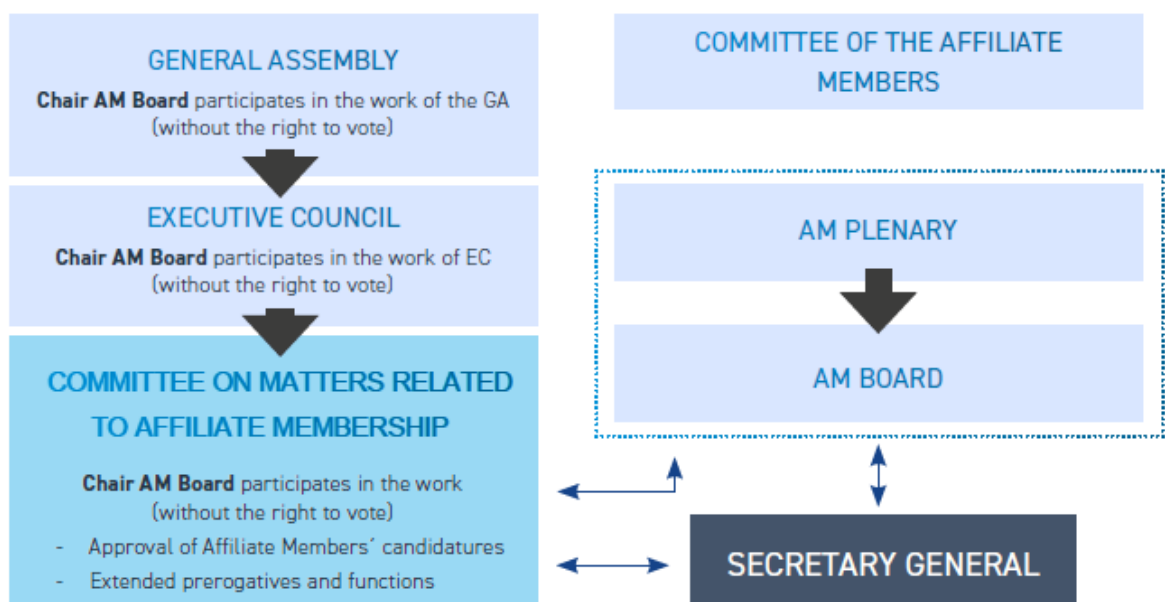 GENERAL ASSEMBLY
Chair AM Board participates in the work of the GA
(without the right to vote)
EXECUTIVE COUNCIL
Chair AM Board participates in the work of EC
(without the right to vote)
COMMITTEE ON MATTERS RELATED
TO AFFILIATE MEMBERSHIP
Chair AM Board participates in the work
(without the right to vote)
- Approval of Affiliate Members´ candidatures
- Extended prerogatives and functions
COMMITTEE OF THE AFFILIATE
MEMBERS
AM PLENARY
AM BOARD
SECRETARY GENERAL